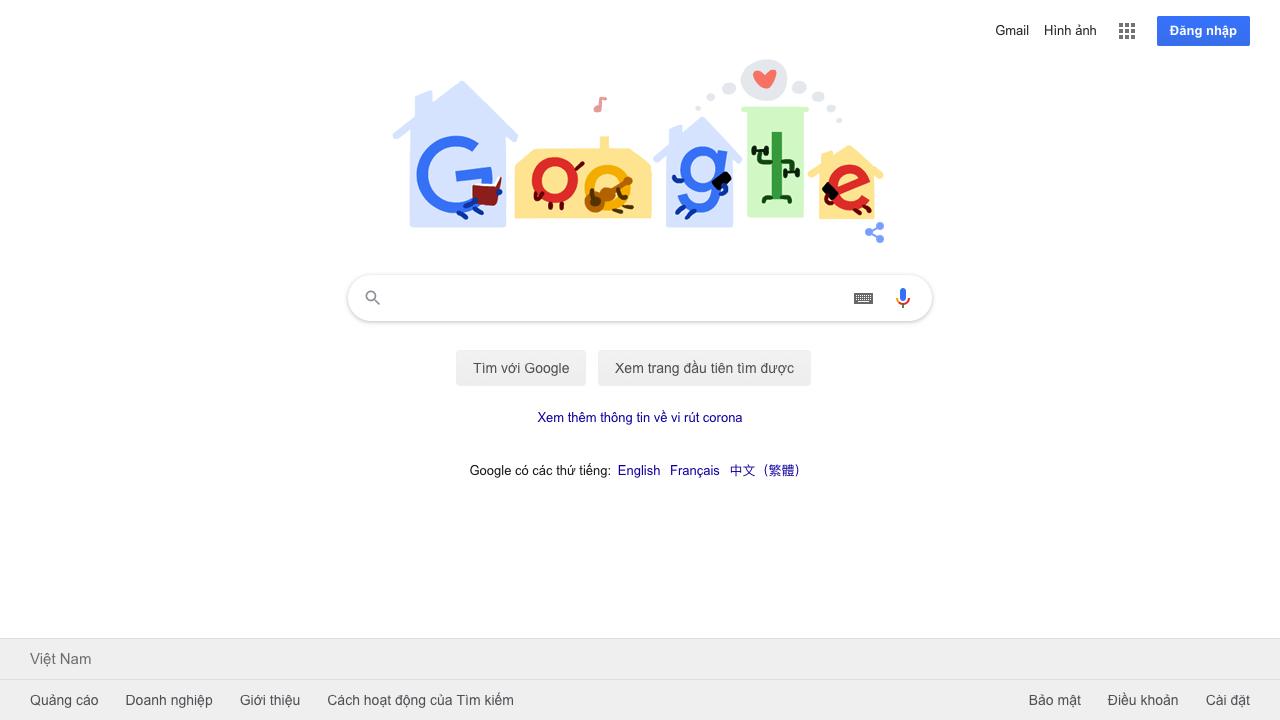 Gmail Hình ảnh Đăng nhập
Google
Tìm với Google Xem trang đầu tiên tìm được
Xem thêm thông tin về vi rút corona
Google có các thứ tiếng: English Français 中文（繁體）
Việt Nam
Quảng cáo Doanh nghiệp Giới thiệu Cách hoạt động của Tìm kiếm Bảo mật Điều khoản Cài đặt